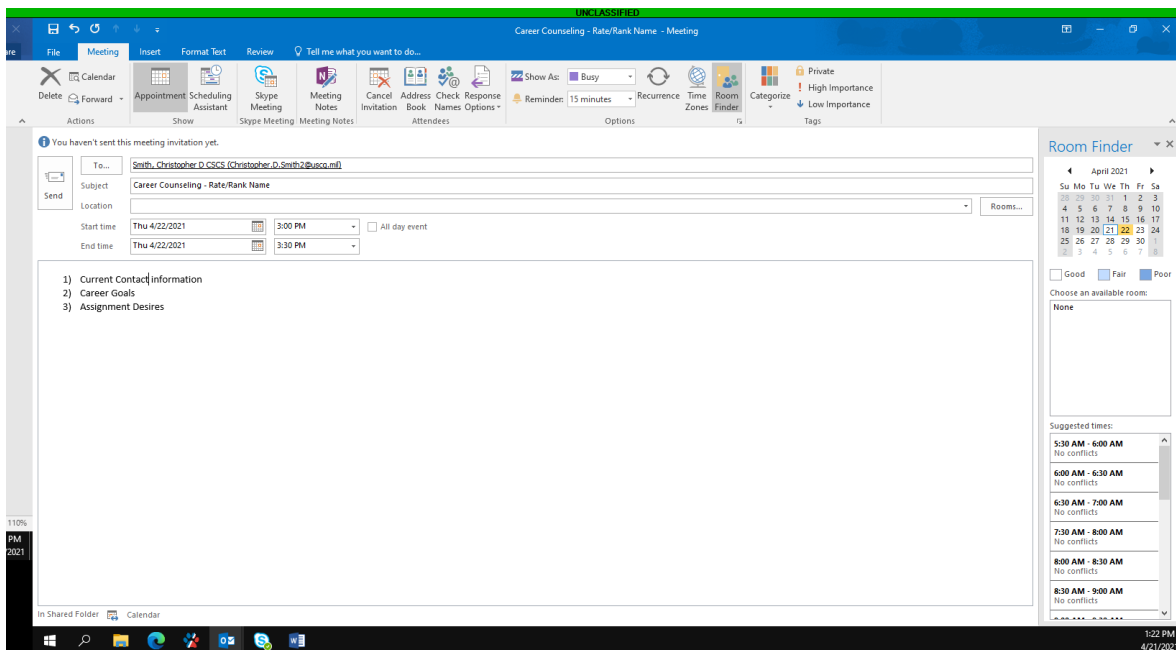 UNCLASSIFIED
Career Counseling - Rate/Rank Name - Meeting
are File Meeting Insert Format Text Review Tell me what you want to do...
Delete Calendar Forward
Actions
Appointment Scheduling Assistant
Show
Skype Meeting
Skype Meeting
Meeting Notes
Meeting Notes
Cancel Invitation Address Book Check Names Response Options
Attendees
Show As: Busy
Reminder: 15 minutes
Recurrence Time Zones Room Finder
Options
Categorize Private
High Importance
Low Importance
Tags
You haven't sent this meeting invitation yet.
Send
To... Smith, Christopher D CSCS (Christopher.D.Smith2@uscg.mil)
Subject Career Counseling - Rate/Rank Name
Location Rooms...
Start time Thu 4/22/2021 3:00 PM All day event
End time Thu 4/22/2021 3:30 PM
1) Current Contact information
2) Career Goals
3) Assignment Desires
In Shared Folder Calendar
Room Finder
April 2021
Su Mo Tu We Th Fr Sa
28 29 30 31 1 2 3
4 5 6 7 8 9 10
11 12 13 14 15 16 17
18 19 20 21 22 23 24
25 26 27 28 29 30 1
2 3 4 5 6 7 8
Good Fair Poor
Choose an available room:
None
Suggested times:
5:30 AM - 6:00 AM
No conflicts
6:00 AM - 6:30 AM
No conflicts
6:30 AM - 7:00 AM
No conflicts
7:30 AM - 8:00 AM
No conflicts
8:00 AM - 8:30 AM
No conflicts
8:30 AM - 9:00 AM
No conflicts
110%
PM
/2021
1:22 PM
4/21/2021